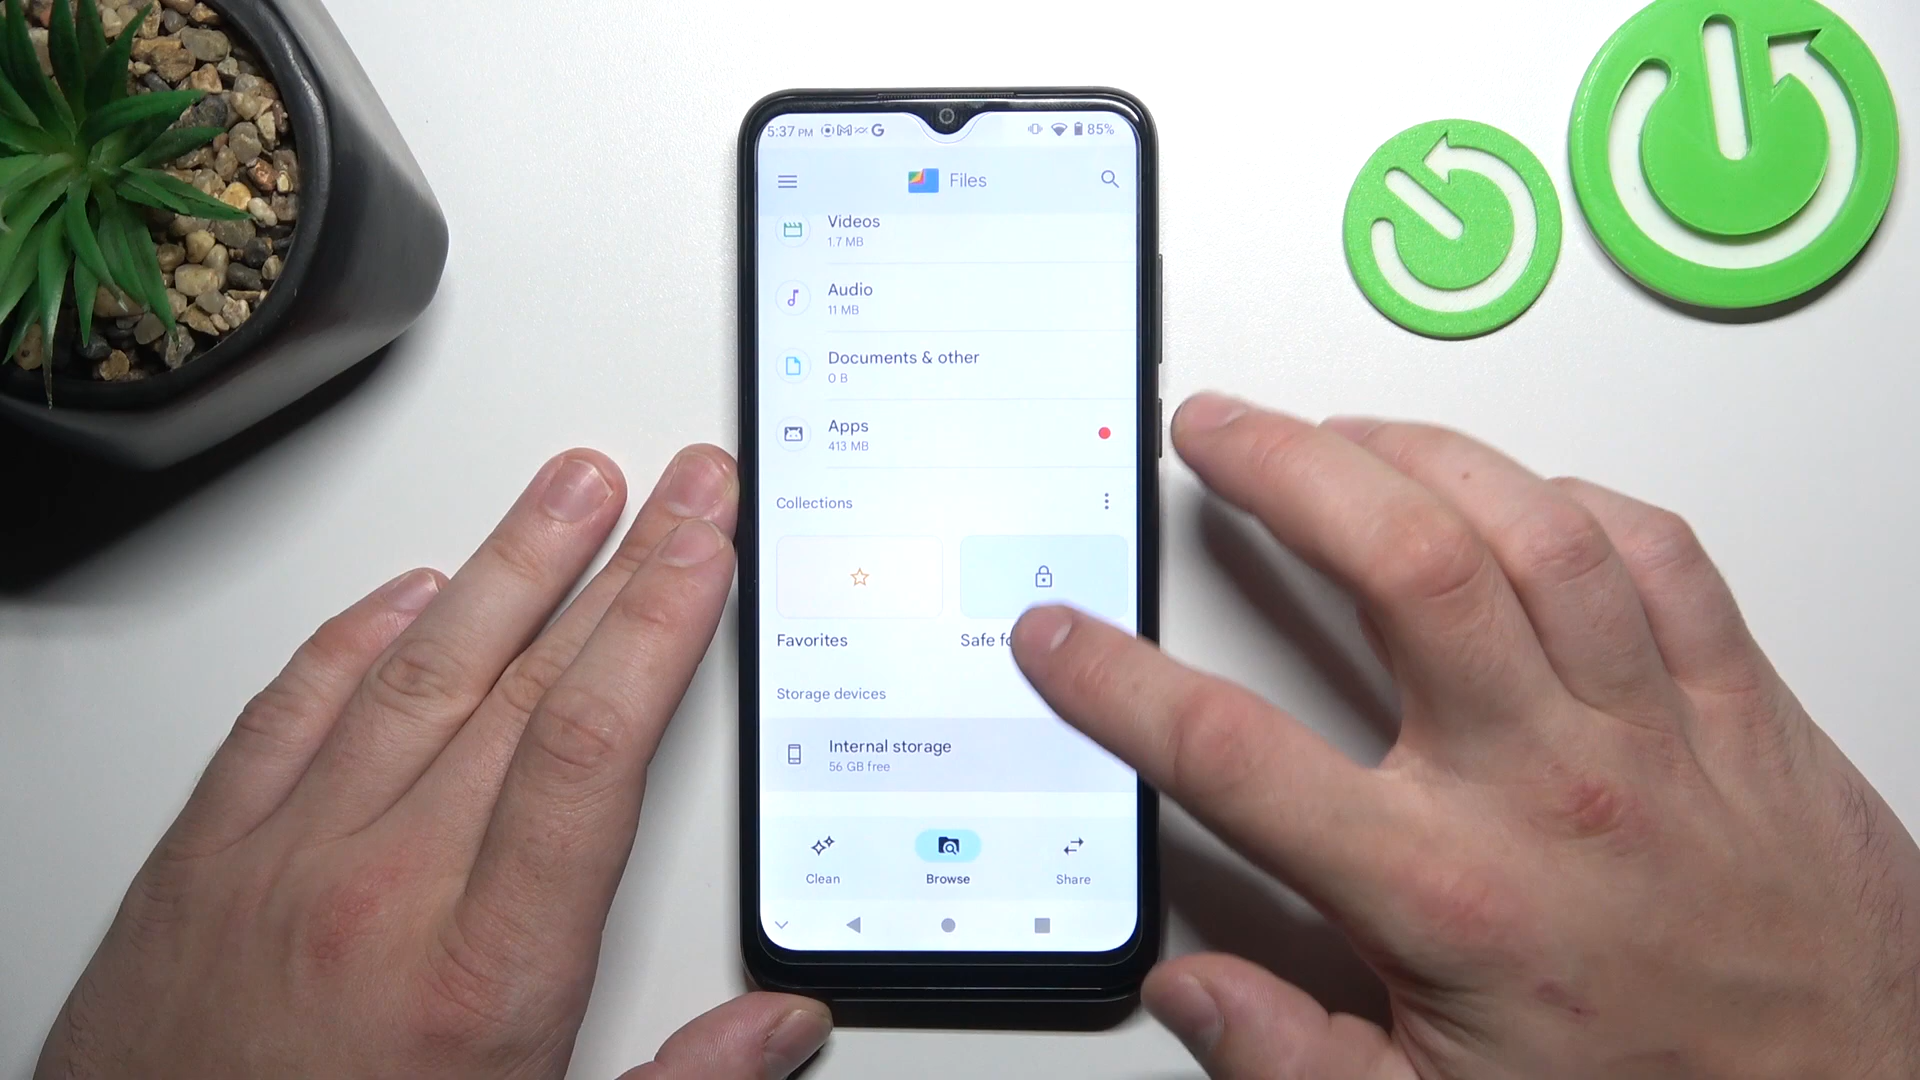 5:37 PM
85%
Files
Videos
1.7 MB
Audio
11 MB
Documents & other
0 B
Apps
413 MB
Collections
Favorites
Safe
Storage devices
Internal storage
56 GB free
Clean
Browse
Share